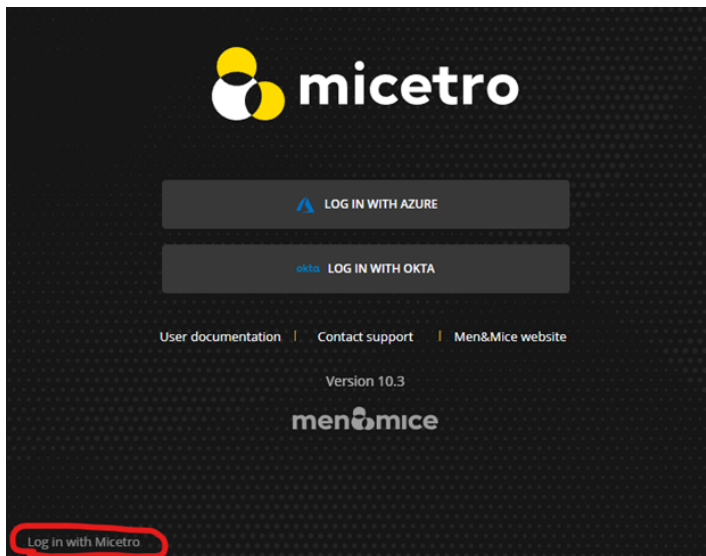 micetro
LOG IN WITH AZURE
okta LOG IN WITH OKTA
User documentation | Contact support | Men&Mice website
Version 10.3
men&mice
Log in with Micetro